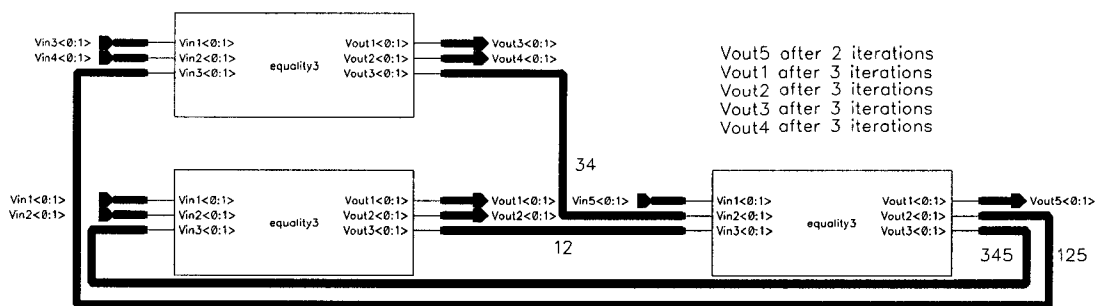 Vin3<0:1> Vin1<0:1> Vout1<0:1> Vout3<0:1>
Vin4<0:1> Vin2<0:1> Vout2<0:1> Vout4<0:1>
Vin3<0:1> equality3 Vout3<0:1>
Vout5 after 2 iterations
Vout1 after 3 iterations
Vout2 after 3 iterations
Vout3 after 3 iterations
Vout4 after 3 iterations
34
Vin1<0:1> Vin1<0:1> Vout1<0:1> Vout1<0:1>
Vin2<0:1> Vin2<0:1> Vout2<0:1> Vout2<0:1>
Vin3<0:1> equality3 Vout3<0:1>
12
Vin5<0:1> Vin1<0:1> Vout1<0:1> Vout5<0:1>
Vin2<0:1> Vout2<0:1>
Vin3<0:1> equality3 Vout3<0:1>
345 125